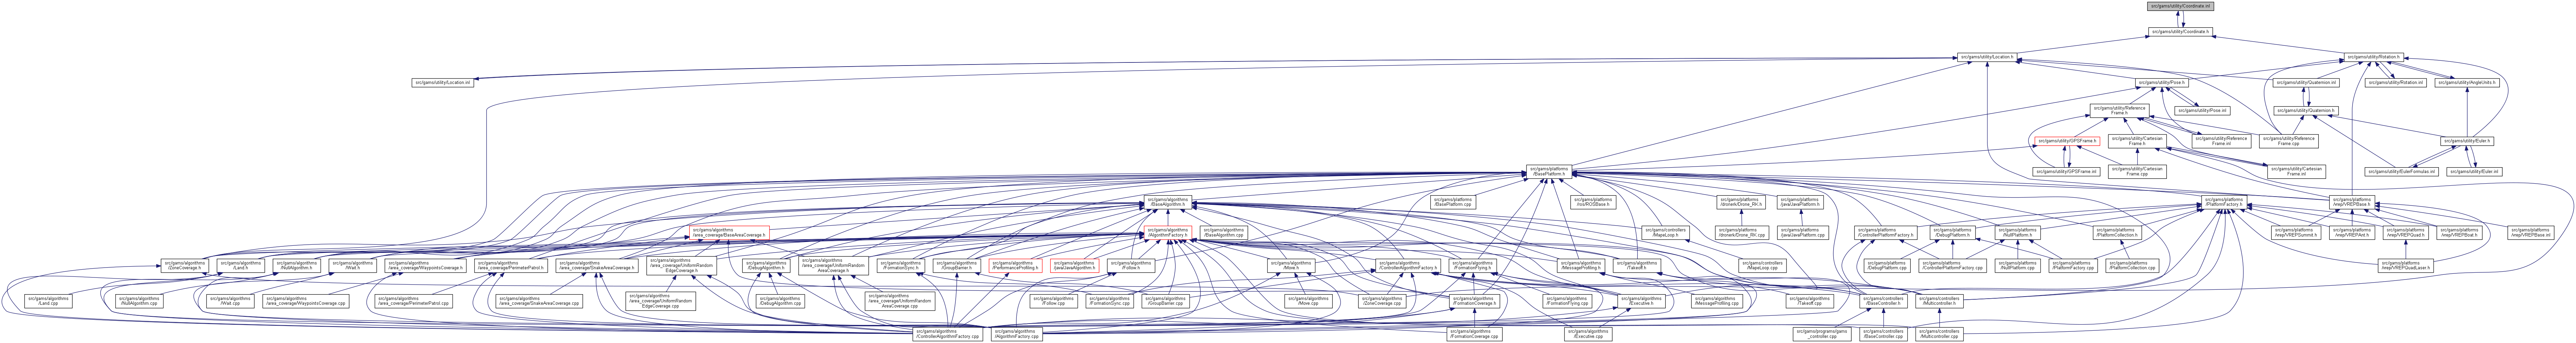 src/gams/utility/Coordinate.inl
src/gams/utility/Coordinate.h
src/gams/utility/Location.h
src/gams/utility/Rotation.h
src/gams/utility/Location.inl
src/gams/utility/Pose.h
src/gams/utility/Quaternion.inl
src/gams/utility/Rotation.inl
src/gams/utility/AngleUnits.h
src/gams/utility/Reference
Frame.h
src/gams/utility/Pose.inl
src/gams/utility/Quaternion.h
src/gams/utility/GPSFrame.h
src/gams/utility/Cartesian
Frame.h
src/gams/utility/Reference
Frame.inl
src/gams/utility/Reference
Frame.cpp
src/gams/utility/Euler.h
src/gams/platforms
/BasePlatform.h
src/gams/utility/GPSFrame.inl
src/gams/utility/Cartesian
Frame.cpp
src/gams/utility/Cartesian
Frame.inl
src/gams/utility/EulerFormulas.inl
src/gams/utility/Euler.inl
src/gams/algorithms
/BaseAlgorithm.h
src/gams/platforms
/BasePlatform.cpp
src/gams/platforms
/ros/ROSBase.h
src/gams/platforms
/dronerk/Drone_RK.h
src/gams/platforms
/java/JavaPlatform.h
src/gams/platforms
/PlatformFactory.h
src/gams/platforms
/vrep/VREPBase.h
src/gams/algorithms
/area_coverage/BaseAreaCoverage.h
src/gams/algorithms
/AlgorithmFactory.h
src/gams/algorithms
/BaseAlgorithm.cpp
src/gams/controllers
/MapeLoop.h
src/gams/platforms
/dronerk/Drone_RK.cpp
src/gams/platforms
/java/JavaPlatform.cpp
src/gams/platforms
/ControllerPlatformFactory.h
src/gams/platforms
/DebugPlatform.h
src/gams/platforms
/NullPlatform.h
src/gams/platforms
/PlatformCollection.h
src/gams/platforms
/vrep/VREPSummit.h
src/gams/platforms
/vrep/VREPAnt.h
src/gams/platforms
/vrep/VREPQuad.h
src/gams/platforms
/vrep/VREPBoat.h
src/gams/platforms
/vrep/VREPBase.inl
src/gams/algorithms
/ZoneCoverage.h
src/gams/algorithms
/Land.h
src/gams/algorithms
/NullAlgorithm.h
src/gams/algorithms
/Wait.h
src/gams/algorithms
/area_coverage/WaypointsCoverage.h
src/gams/algorithms
/area_coverage/PerimeterPatrol.h
src/gams/algorithms
/area_coverage/SnakeAreaCoverage.h
src/gams/algorithms
/area_coverage/UniformRandom
EdgeCoverage.h
src/gams/algorithms
/DebugAlgorithm.h
src/gams/algorithms
/area_coverage/UniformRandom
AreaCoverage.h
src/gams/algorithms
/FormationSync.h
src/gams/algorithms
/GroupBarrier.h
src/gams/algorithms
/PerformanceProfiling.h
src/gams/algorithms
/java/JavaAlgorithm.h
src/gams/algorithms
/Follow.h
src/gams/algorithms
/Move.h
src/gams/algorithms
/ControllerAlgorithmFactory.h
src/gams/algorithms
/FormationFlying.h
src/gams/algorithms
/MessageProfiling.h
src/gams/algorithms
/Takeoff.h
src/gams/controllers
/MapeLoop.cpp
src/gams/platforms
/DebugPlatform.cpp
src/gams/platforms
/ControllerPlatformFactory.cpp
src/gams/platforms
/NullPlatform.cpp
src/gams/platforms
/PlatformFactory.cpp
src/gams/platforms
/PlatformCollection.cpp
src/gams/platforms
/vrep/VREPQuadLaser.h
src/gams/algorithms
/Land.cpp
src/gams/algorithms
/NullAlgorithm.cpp
src/gams/algorithms
/Wait.cpp
src/gams/algorithms
/area_coverage/WaypointsCoverage.cpp
src/gams/algorithms
/area_coverage/PerimeterPatrol.cpp
src/gams/algorithms
/area_coverage/SnakeAreaCoverage.cpp
src/gams/algorithms
/area_coverage/UniformRandom
EdgeCoverage.cpp
src/gams/algorithms
/DebugAlgorithm.cpp
src/gams/algorithms
/area_coverage/UniformRandom
AreaCoverage.cpp
src/gams/algorithms
/Follow.cpp
src/gams/algorithms
/FormationSync.cpp
src/gams/algorithms
/GroupBarrier.cpp
src/gams/algorithms
/Move.cpp
src/gams/algorithms
/ZoneCoverage.cpp
src/gams/algorithms
/FormationCoverage.h
src/gams/algorithms
/FormationFlying.cpp
src/gams/algorithms
/Executive.h
src/gams/algorithms
/MessageProfiling.cpp
src/gams/algorithms
/Takeoff.cpp
src/gams/controllers
/BaseController.h
src/gams/controllers
/Multicontroller.h
src/gams/algorithms
/ControllerAlgorithmFactory.cpp
src/gams/algorithms
/AlgorithmFactory.cpp
src/gams/algorithms
/FormationCoverage.cpp
src/gams/algorithms
/Executive.cpp
src/gams/programs/gams
_controller.cpp
src/gams/controllers
/BaseController.cpp
src/gams/controllers
/Multicontroller.cpp